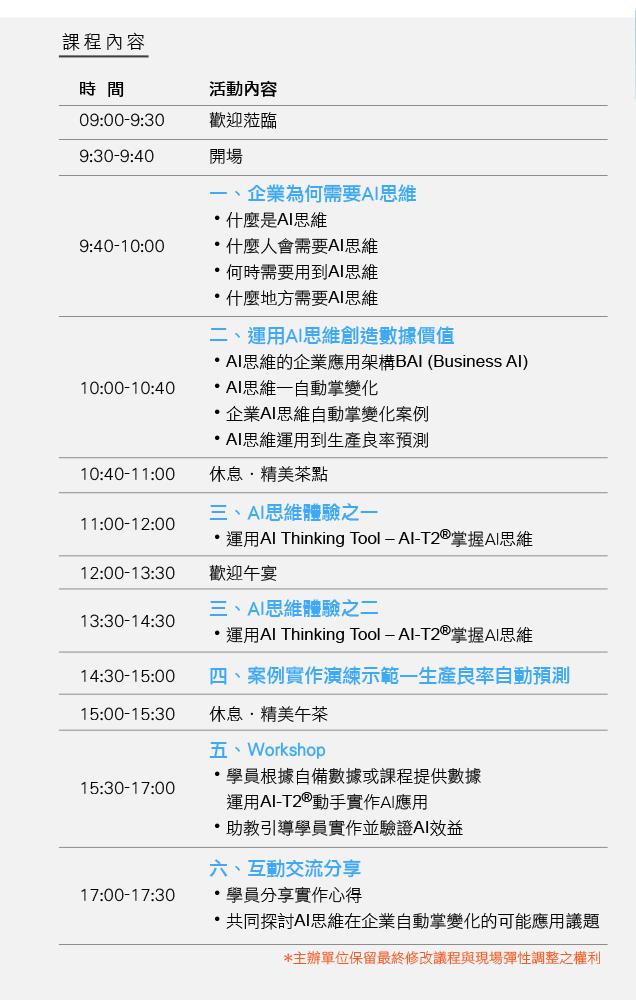 課程內容
時 間 活動內容
09:00-9:30 歡迎蒞臨
9:30-9:40 開場
一、企業為何需要AI思維
•什麼是AI思維
9:40-10:00 •什麼人會需要AI思維
•何時需要用到AI思維
•什麼地方需要AI思維
二、運用AI思維創造數據價值
•AI思維的企業應用架構BAI (Business AI)
10:00-10:40 •AI思維—自動掌變化
•企業AI思維自動掌變化案例
•AI思維運用到生產良率預測
10:40-11:00 休息．精美茶點
11:00-12:00 三、AI思維體驗之一
•運用AI Thinking Tool – AI-T2®掌握AI思維
12:00-13:30 歡迎午宴
13:30-14:30 三、AI思維體驗之二
•運用AI Thinking Tool – AI-T2®掌握AI思維
14:30-15:00 四、案例實作演練示範—生產良率自動預測
15:00-15:30 休息．精美午茶
五、Workshop
•學員根據自備數據或課程提供數據
15:30-17:00 運用AI-T2®動手實作AI應用
•助教引導學員實作並驗證AI效益
六、互動交流分享
17:00-17:30 •學員分享實作心得
•共同探討AI思維在企業自動掌變化的可能應用議題
*主辦單位保留最終修改議程與現場彈性調整之權利